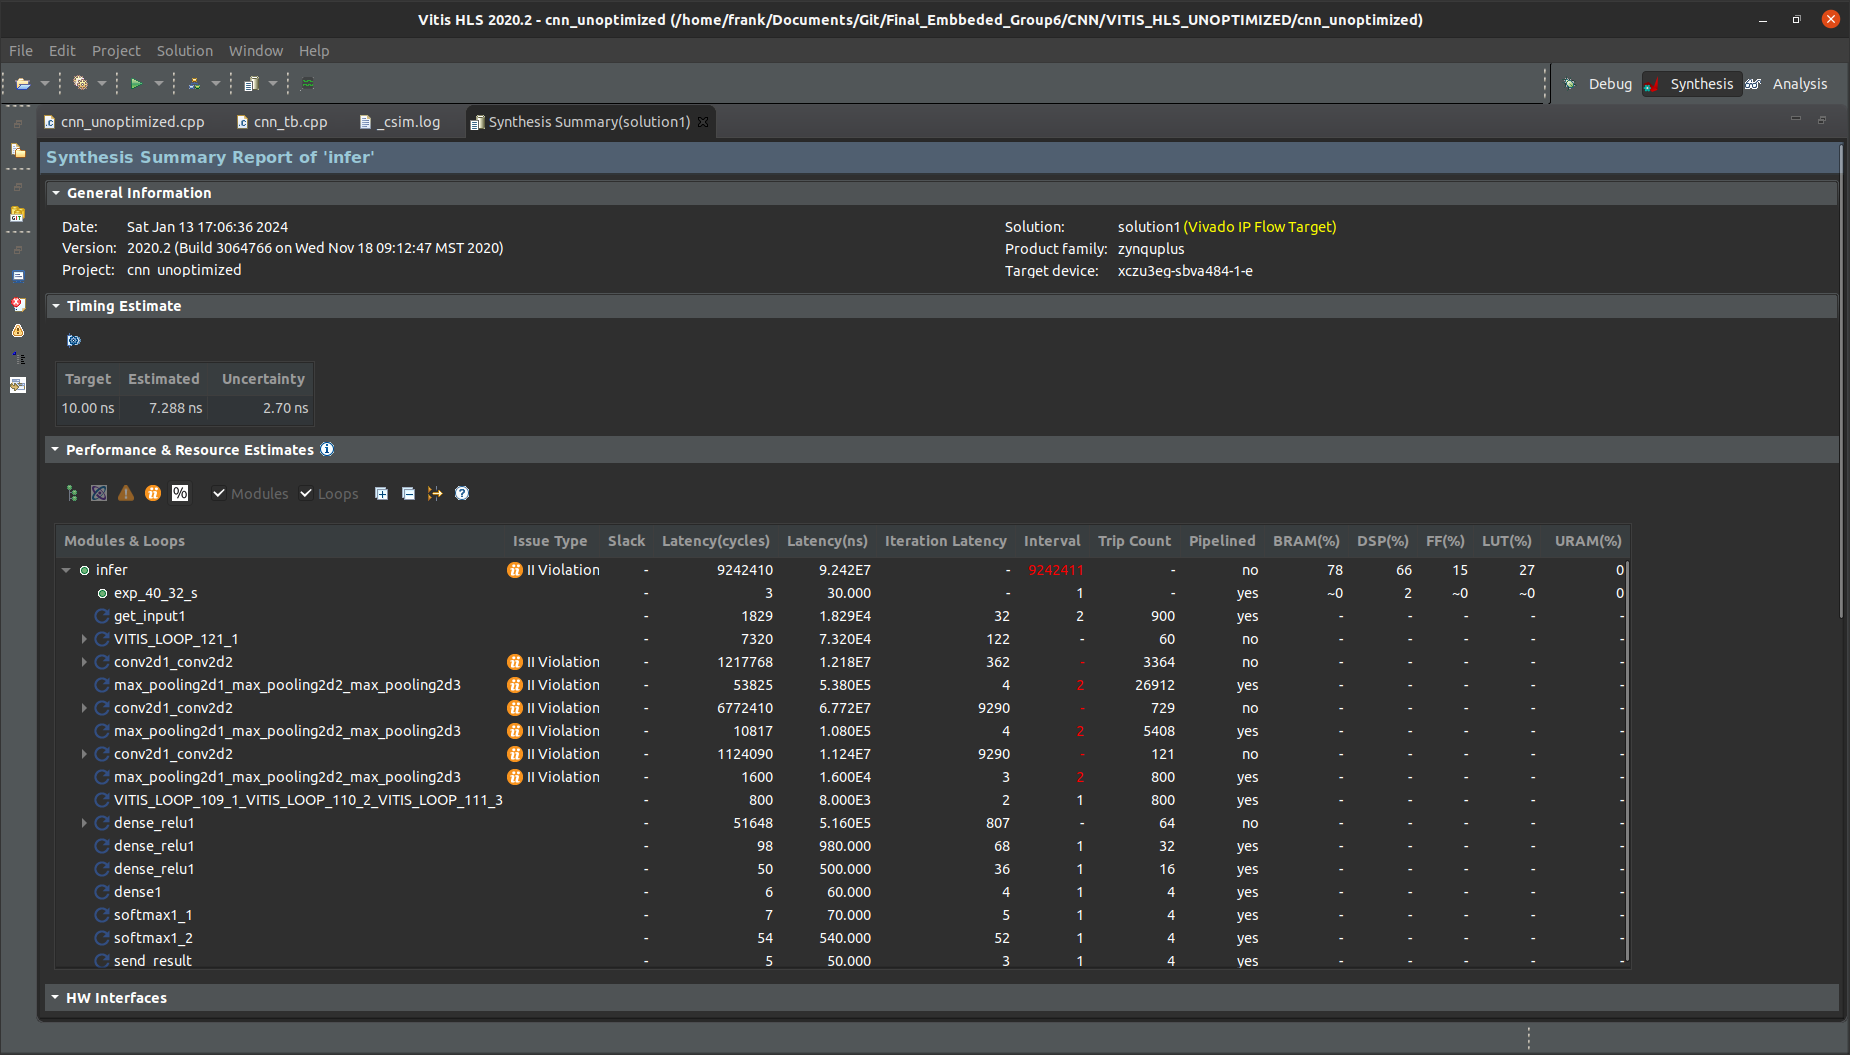 Vitis HLS 2020.2 - cnn_unoptimized (/home/frank/Documents/Git/Final_Embbeded_Group6/CNN/VITIS_HLS_UNOPTIMIZED/cnn_unoptimized)
File Edit Project Solution Window Help
Debug Synthesis Analysis
cnn_unoptimized.cpp cnn_tb.cpp _csim.log Synthesis Summary(solution1)
Synthesis Summary Report of 'infer'
General Information
Date: Sat Jan 13 17:06:36 2024 Solution: solution1 (Vivado IP Flow Target)
Version: 2020.2 (Build 3064766 on Wed Nov 18 09:12:47 MST 2020) Product family: zynquplus
Project: cnn_unoptimized Target device: xczu3eg-sbva484-1-e
Timing Estimate
Target Estimated Uncertainty
10.00 ns 7.288 ns 2.70 ns
Performance & Resource Estimates
% Modules Loops
Modules & Loops Issue Type Slack Latency(cycles) Latency(ns) Iteration Latency Interval Trip Count Pipelined BRAM(%) DSP(%) FF(%) LUT(%) URAM(%)
infer II Violation - 9242410 9.242E7 - 9242411 - no 78 66 15 27 0
exp_40_32_s - 3 30.000 - 1 - yes ~0 2 ~0 ~0 0
get_input1 - 1829 1.829E4 32 2 900 yes - - - - -
VITIS_LOOP_121_1 - 7320 7.320E4 122 - 60 no - - - - -
conv2d1_conv2d2 II Violation - 1217768 1.218E7 362 - 3364 no - - - - -
max_pooling2d1_max_pooling2d2_max_pooling2d3 II Violation - 53825 5.380E5 4 2 26912 yes - - - - -
conv2d1_conv2d2 II Violation - 6772410 6.772E7 9290 - 729 no - - - - -
max_pooling2d1_max_pooling2d2_max_pooling2d3 II Violation - 10817 1.080E5 4 2 5408 yes - - - - -
conv2d1_conv2d2 II Violation - 1124090 1.124E7 9290 - 121 no - - - - -
max_pooling2d1_max_pooling2d2_max_pooling2d3 II Violation - 1600 1.600E4 3 2 800 yes - - - - -
VITIS_LOOP_109_1_VITIS_LOOP_110_2_VITIS_LOOP_111_3 - 800 8.000E3 2 1 800 yes - - - - -
dense_relu1 - 51648 5.160E5 807 - 64 no - - - - -
dense_relu1 - 98 980.000 68 1 32 yes - - - - -
dense_relu1 - 50 500.000 36 1 16 yes - - - - -
dense1 - 6 60.000 4 1 4 yes - - - - -
softmax1_1 - 7 70.000 5 1 4 yes - - - - -
softmax1_2 - 54 540.000 52 1 4 yes - - - - -
send_result - 5 50.000 3 1 4 yes - - - - -
HW Interfaces